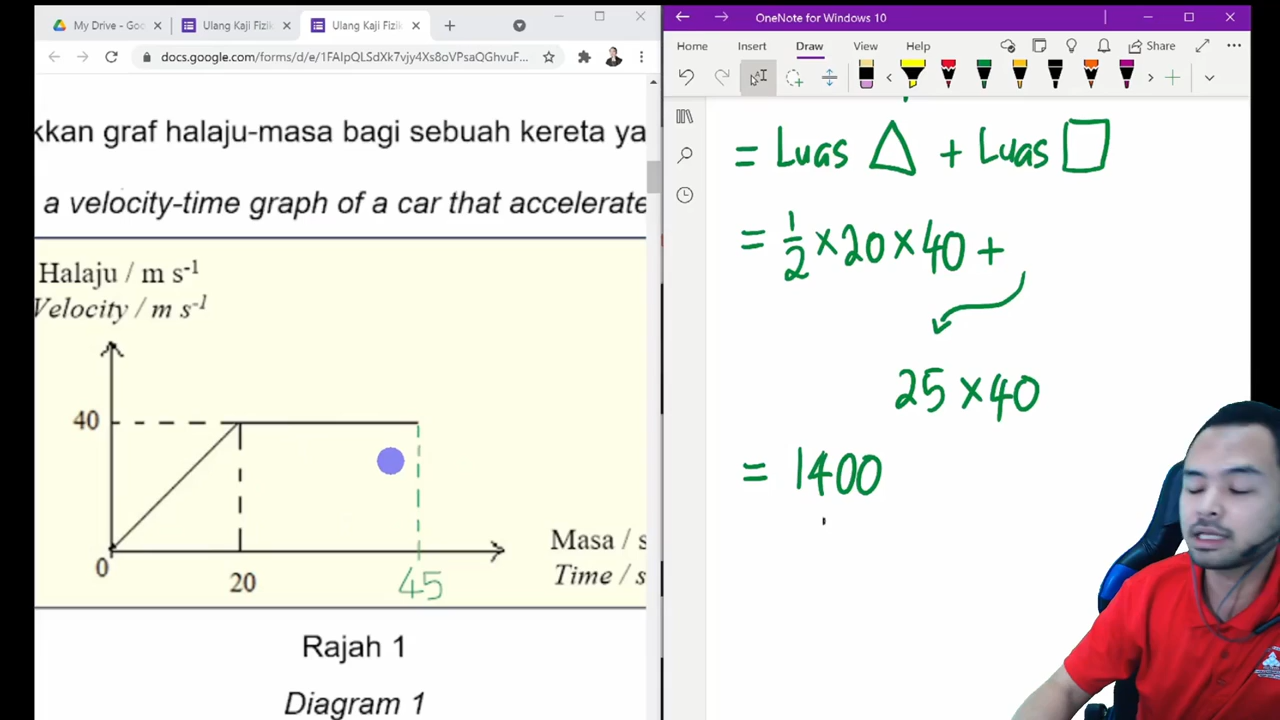 My Drive - Goo
Ulang Kaji Fizik
Ulang Kaji Fizik
docs.google.com/forms/d/e/1FAIpQLSdXk7vjy4Xs8oVPsaQGhvuF...
kkan graf halaju-masa bagi sebuah kereta ya
a velocity-time graph of a car that accelerate
Halaju / m s-1
Velocity / m s-1
40
0
20
45
Masa / s
Time / s
Rajah 1
Diagram 1
OneNote for Windows 10
Home Insert Draw View Help Share
= Luas △ + Luas □
= 1/2 × 20 × 40 +
25 × 40
= 1400